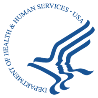 DEPARTMENT OF HEALTH & HUMAN SERVICES · USA